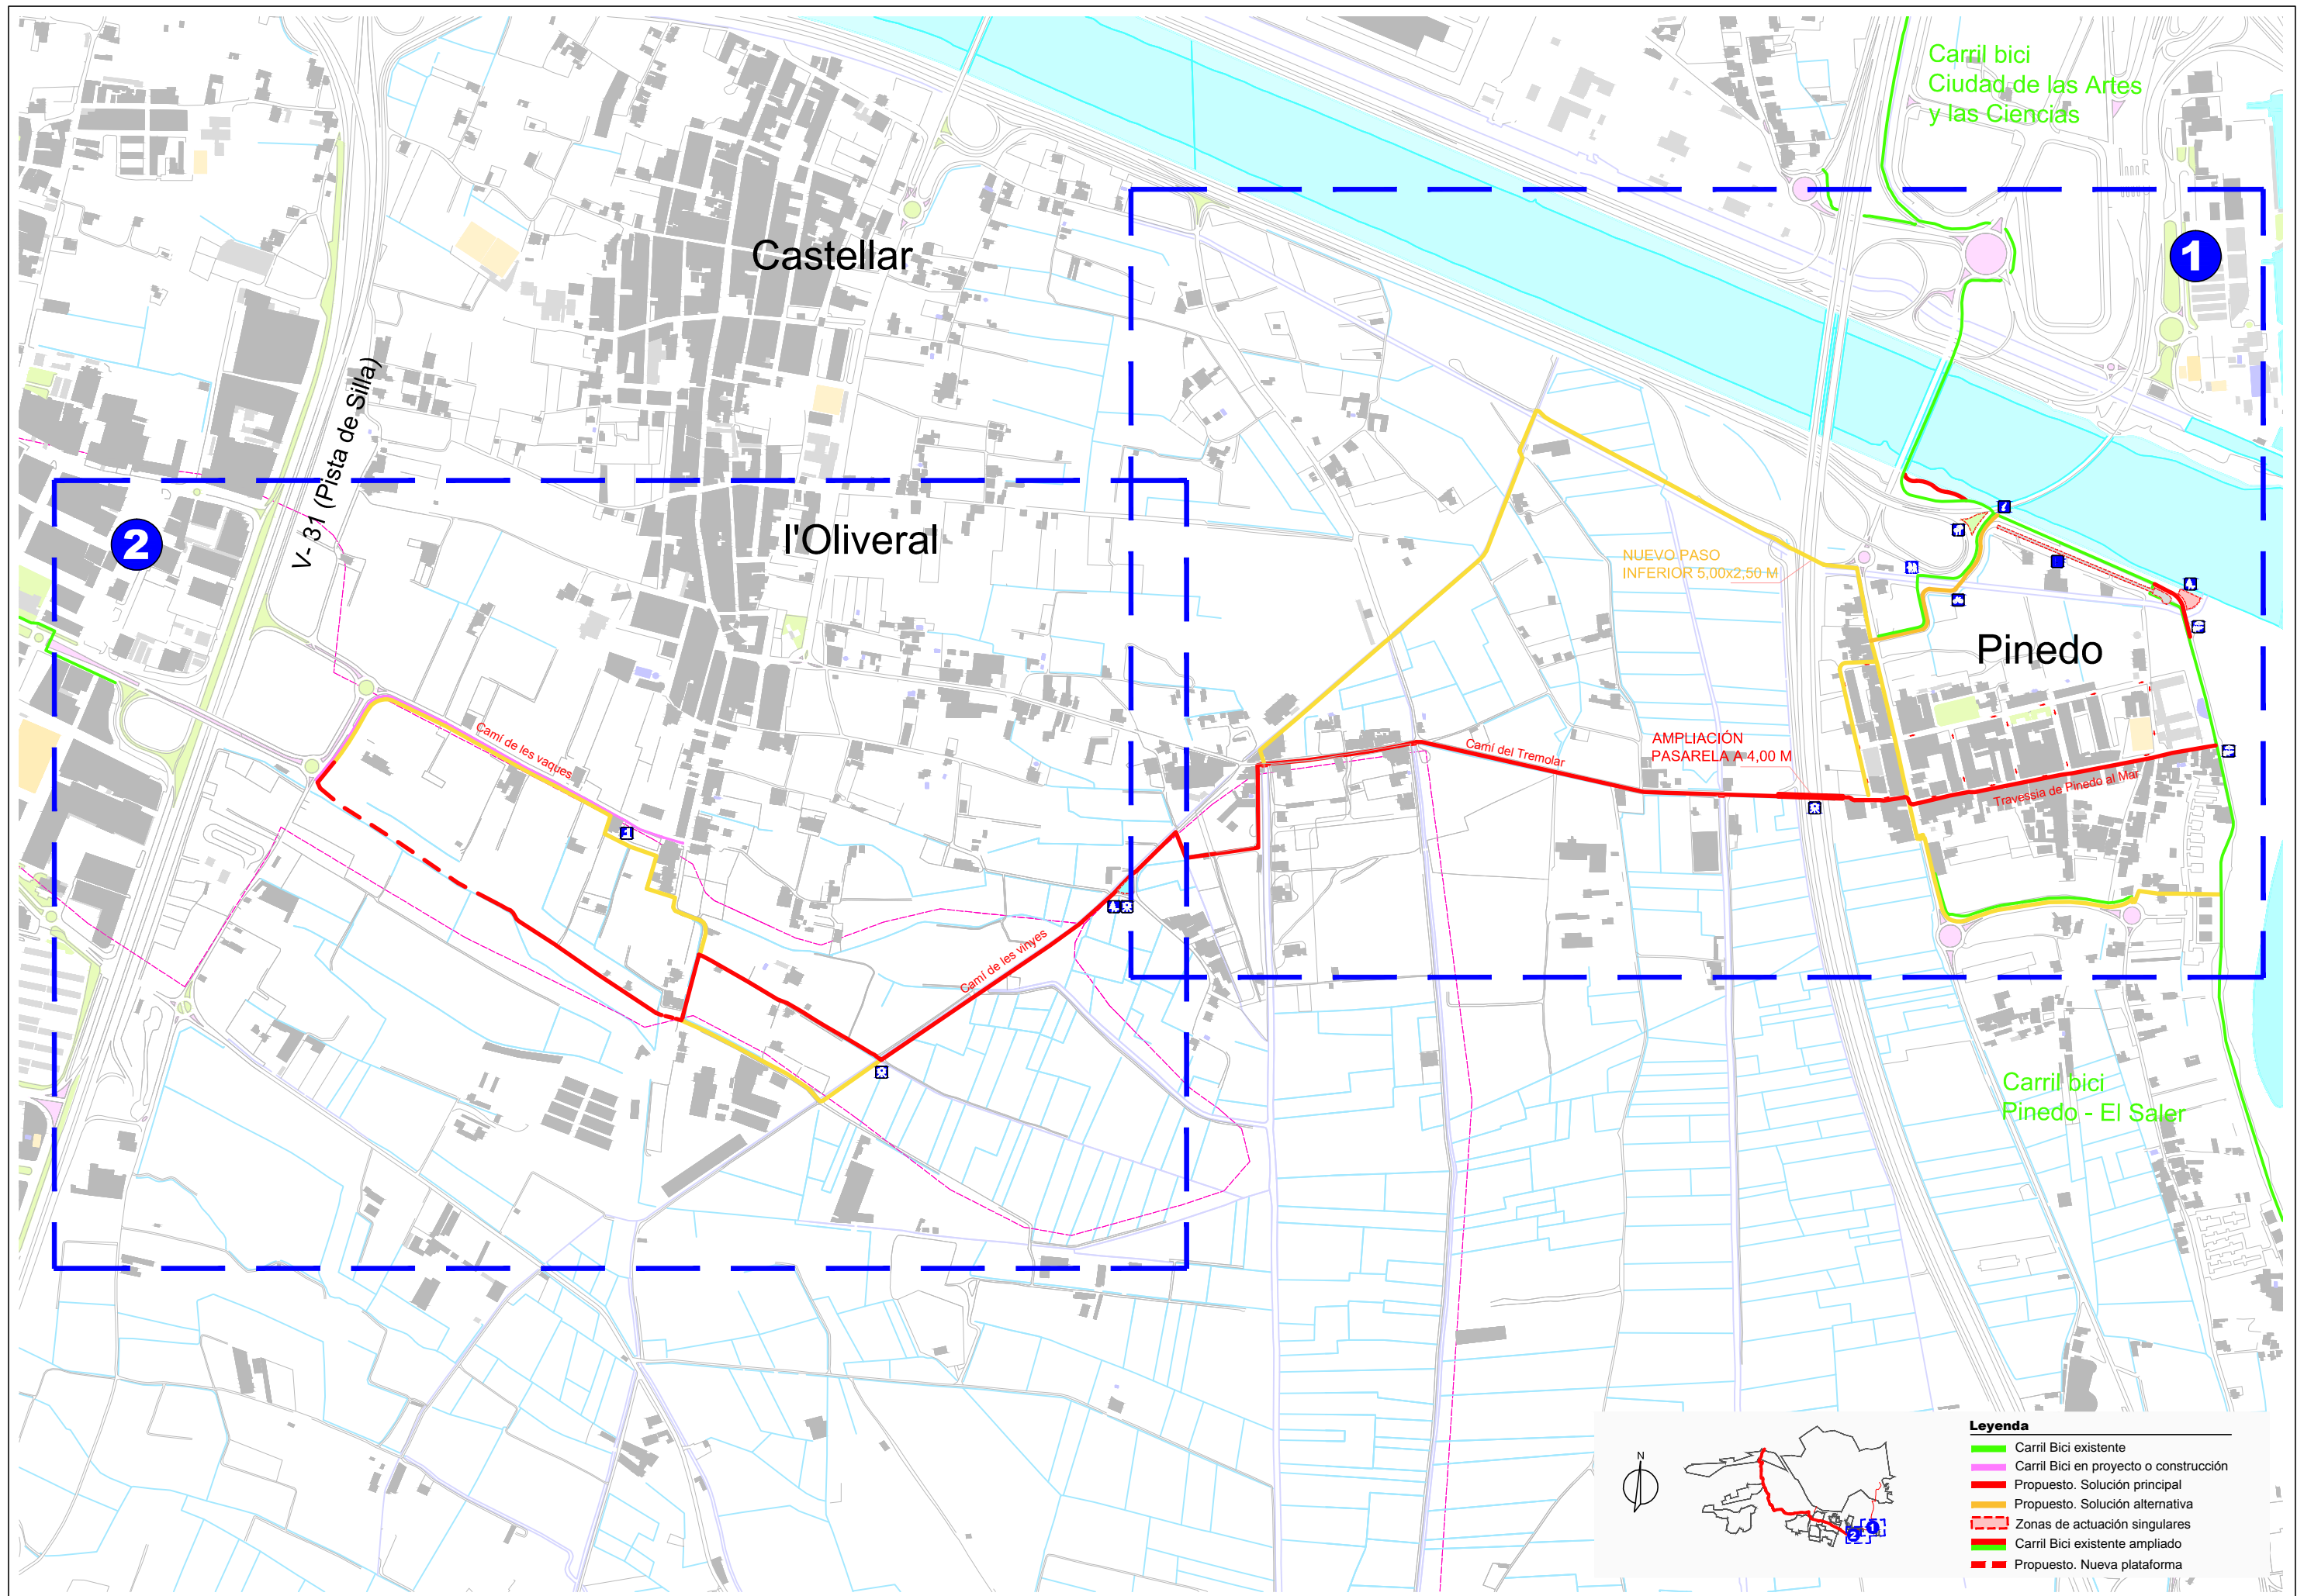 Carril bici
Ciudad de las Artes
y las Ciencias
1
Castellar
V- 31 (Pista de Silla)
2
l'Oliveral
NUEVO PASO
INFERIOR 5,00x2,50 M
Pinedo
Camí de les vaques
Camí del Tremolar
AMPLIACIÓN
PASARELA A 4,00 M
Travessia de Pinedo al Mar
Camí de les vinyes
Carril bici
Pinedo - El Saler
N
2
1
Leyenda
Carril Bici existente
Carril Bici en proyecto o construcción
Propuesto. Solución principal
Propuesto. Solución alternativa
Zonas de actuación singulares
Carril Bici existente ampliado
Propuesto. Nueva plataforma